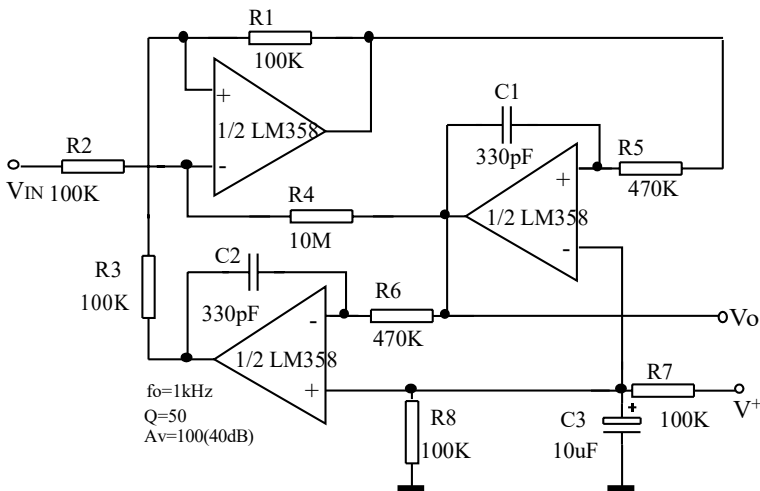 R1
100K
+
1/2 LM358
-
C1
330pF
R5
470K
R2
VIN 100K
R4
10M
+
1/2 LM358
-
R3
100K
C2
330pF
R6
470K
Vo
-
1/2 LM358
+
fo=1kHz
Q=50
Av=100(40dB)
R8
100K
C3
10uF
+
R7
100K
V+